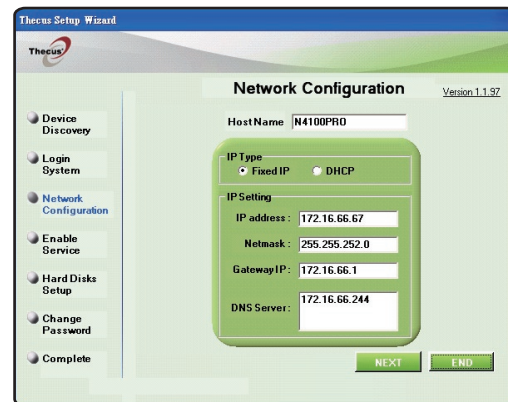 Thecus Setup Wizard
Thecus
Network Configuration
Version 1.1.97
Device
Discovery
Login
System
Network
Configuration
Enable
Service
Hard Disks
Setup
Change
Password
Complete
Host Name N4100PRO
IP Type
Fixed IP DHCP
IP Setting
IP address : 172.16.66.67
Netmask : 255.255.252.0
Gateway IP : 172.16.66.1
DNS Server : 172.16.66.244
NEXT END